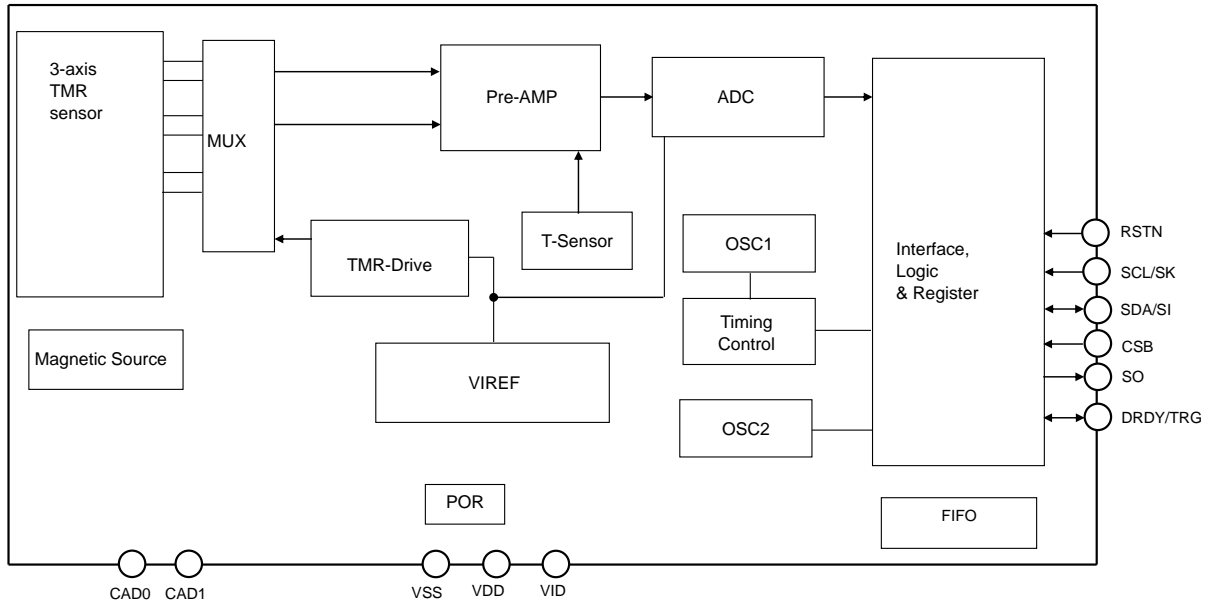 3-axis
TMR
sensor
MUX
Pre-AMP
ADC
T-Sensor
TMR-Drive
OSC1
Interface,
Logic
& Register
Timing
Control
Magnetic Source
VIREF
OSC2
POR
FIFO
RSTN
SCL/SK
SDA/SI
CSB
SO
DRDY/TRG
CAD0
CAD1
VSS
VDD
VID